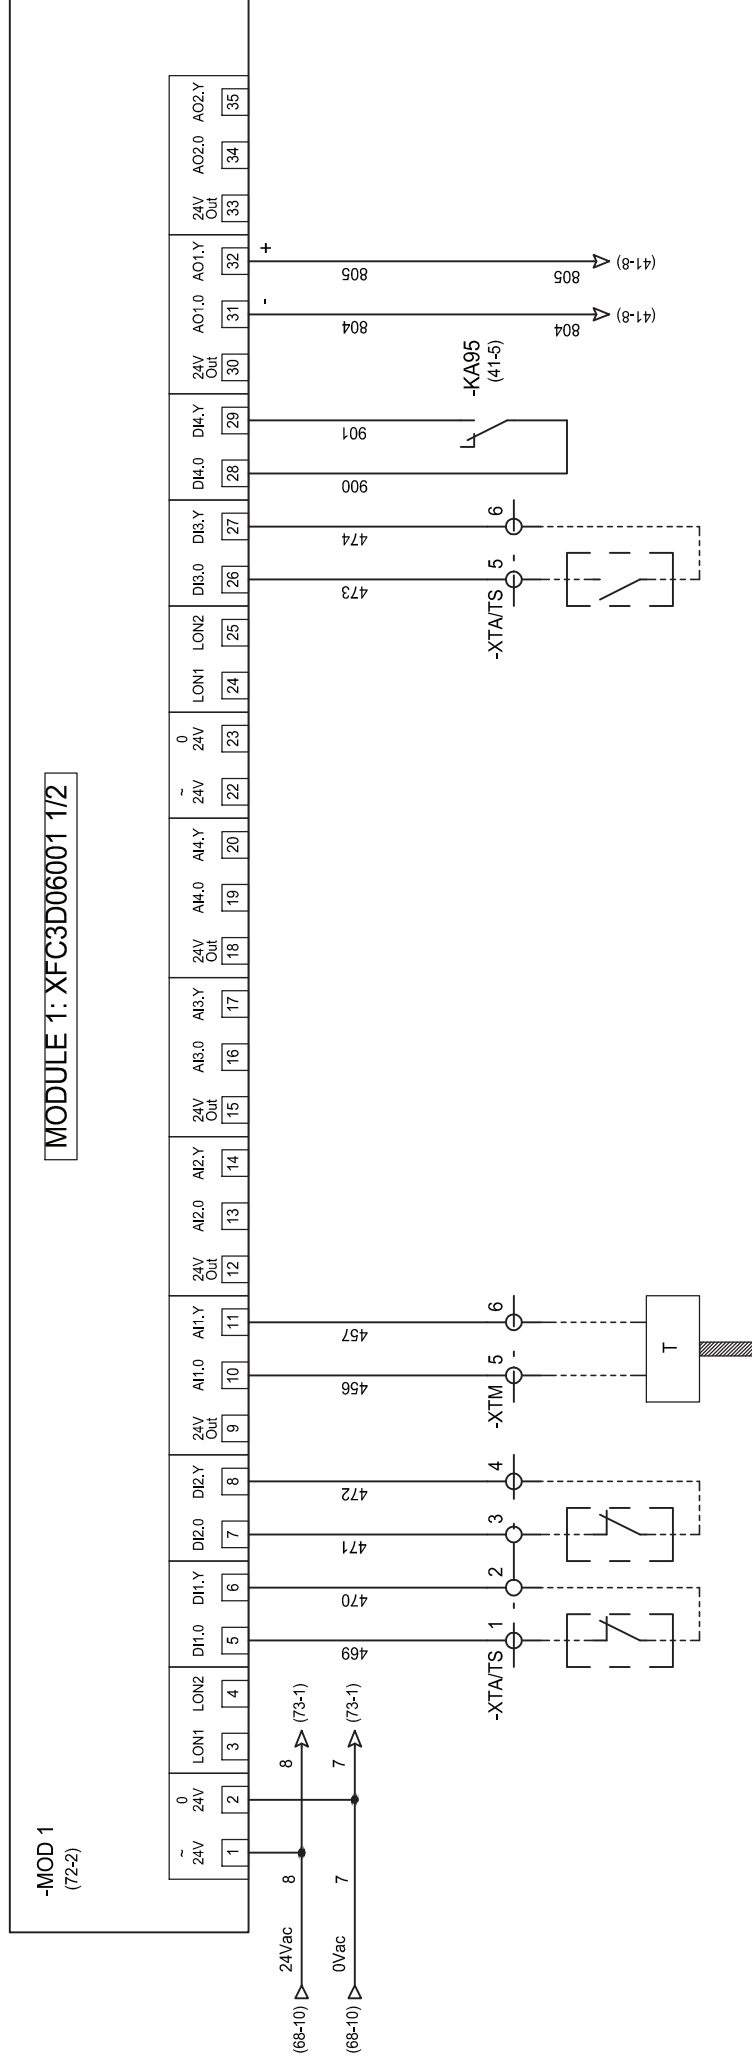 MODULE 1: XFC3D06001 1/2
-MOD 1
(72-2)
~
24V
1
0
24V
2
LON1
3
LON2
4
DI1.0
5
DI1.Y
6
DI2.0
7
DI2.Y
8
24V
Out
9
AI1.0
10
AI1.Y
11
24V
Out
12
AI2.0
13
AI2.Y
14
24V
Out
15
AI3.0
16
AI3.Y
17
24V
Out
18
AI4.0
19
AI4.Y
20
~
24V
22
0
24V
23
LON1
24
LON2
25
DI3.0
26
DI3.Y
27
DI4.0
28
DI4.Y
29
24V
Out
30
AO1.0
31
AO1.Y
32
24V
Out
33
AO2.0
34
AO2.Y
35
(68-10)
24Vac
8
8
(73-1)
(68-10)
0Vac
7
7
(73-1)
469
470
471
472
456
457
473
474
900
901
-
804
+
805
-XTA/TS
1
-
2
-
3
4
-XTM
5
-
6
T
-XTA/TS
5
-
6
-KA95
(41-5)
804
(41-8)
805
(41-8)